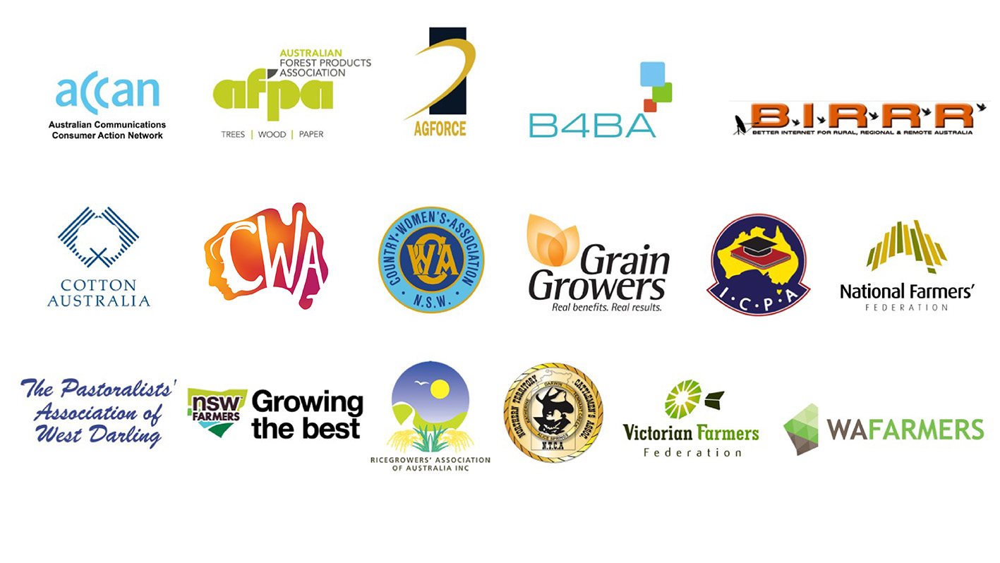 accan
Australian Communications
Consumer Action Network
AUSTRALIAN
FOREST PRODUCTS
ASSOCIATION
afpa
TREES | WOOD | PAPER
AGFORCE
B4BA
B.I.R.R.R
BETTER INTERNET FOR RURAL, REGIONAL & REMOTE AUSTRALIA
COTTON
AUSTRALIA
CWA
COUNTRY·WOMEN'S·ASSOCIATION
CWA
· N.S.W. ·
Grain
Growers
Real benefits. Real results.
I·C·P·A
National Farmers'
FEDERATION
The Pastoralists'
Association of
West Darling
nsw
FARMERS
Growing
the best
RICEGROWERS' ASSOCIATION
OF AUSTRALIA INC
NORTHERN TERRITORY CATTLEMEN'S ASSOC.
DARWIN
KATHERINE
TENNANT CREEK
ALICE SPRINGS
N.T.C.A
Victorian Farmers
Federation
WAFARMERS